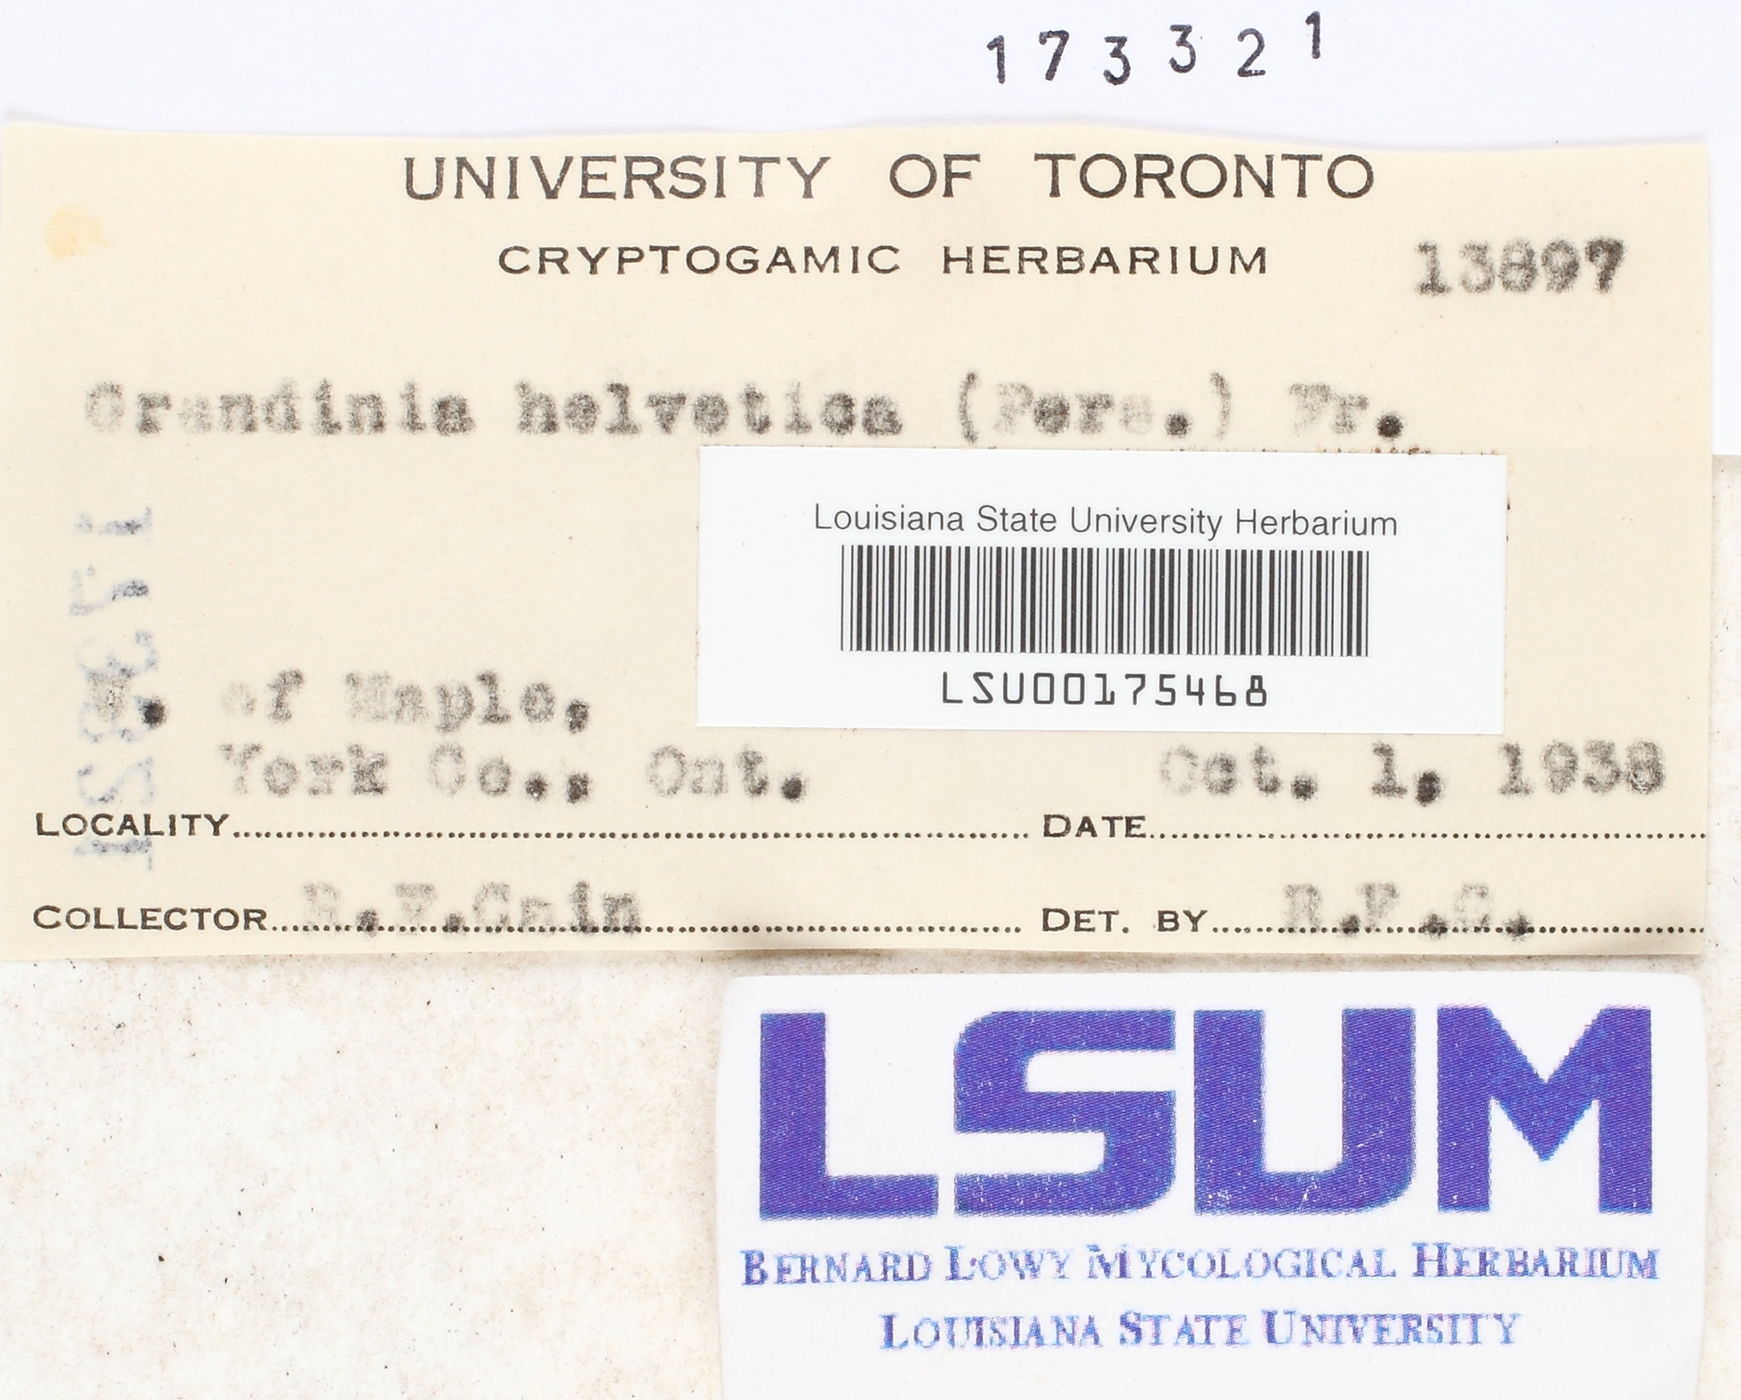 173321
UNIVERSITY OF TORONTO
CRYPTOGAMIC HERBARIUM 13897
Grandinia helvetica (Pers.) Fr.
Louisiana State University Herbarium
LSU00175468
173321
of Maple,
York Co., Ont. Oct. 1, 1938
LOCALITY DATE
COLLECTOR R.F.Cain DET. BY R.F.C.
LSUM
BERNARD LOWY MYCOLOGICAL HERBARIUM
LOUISIANA STATE UNIVERSITY